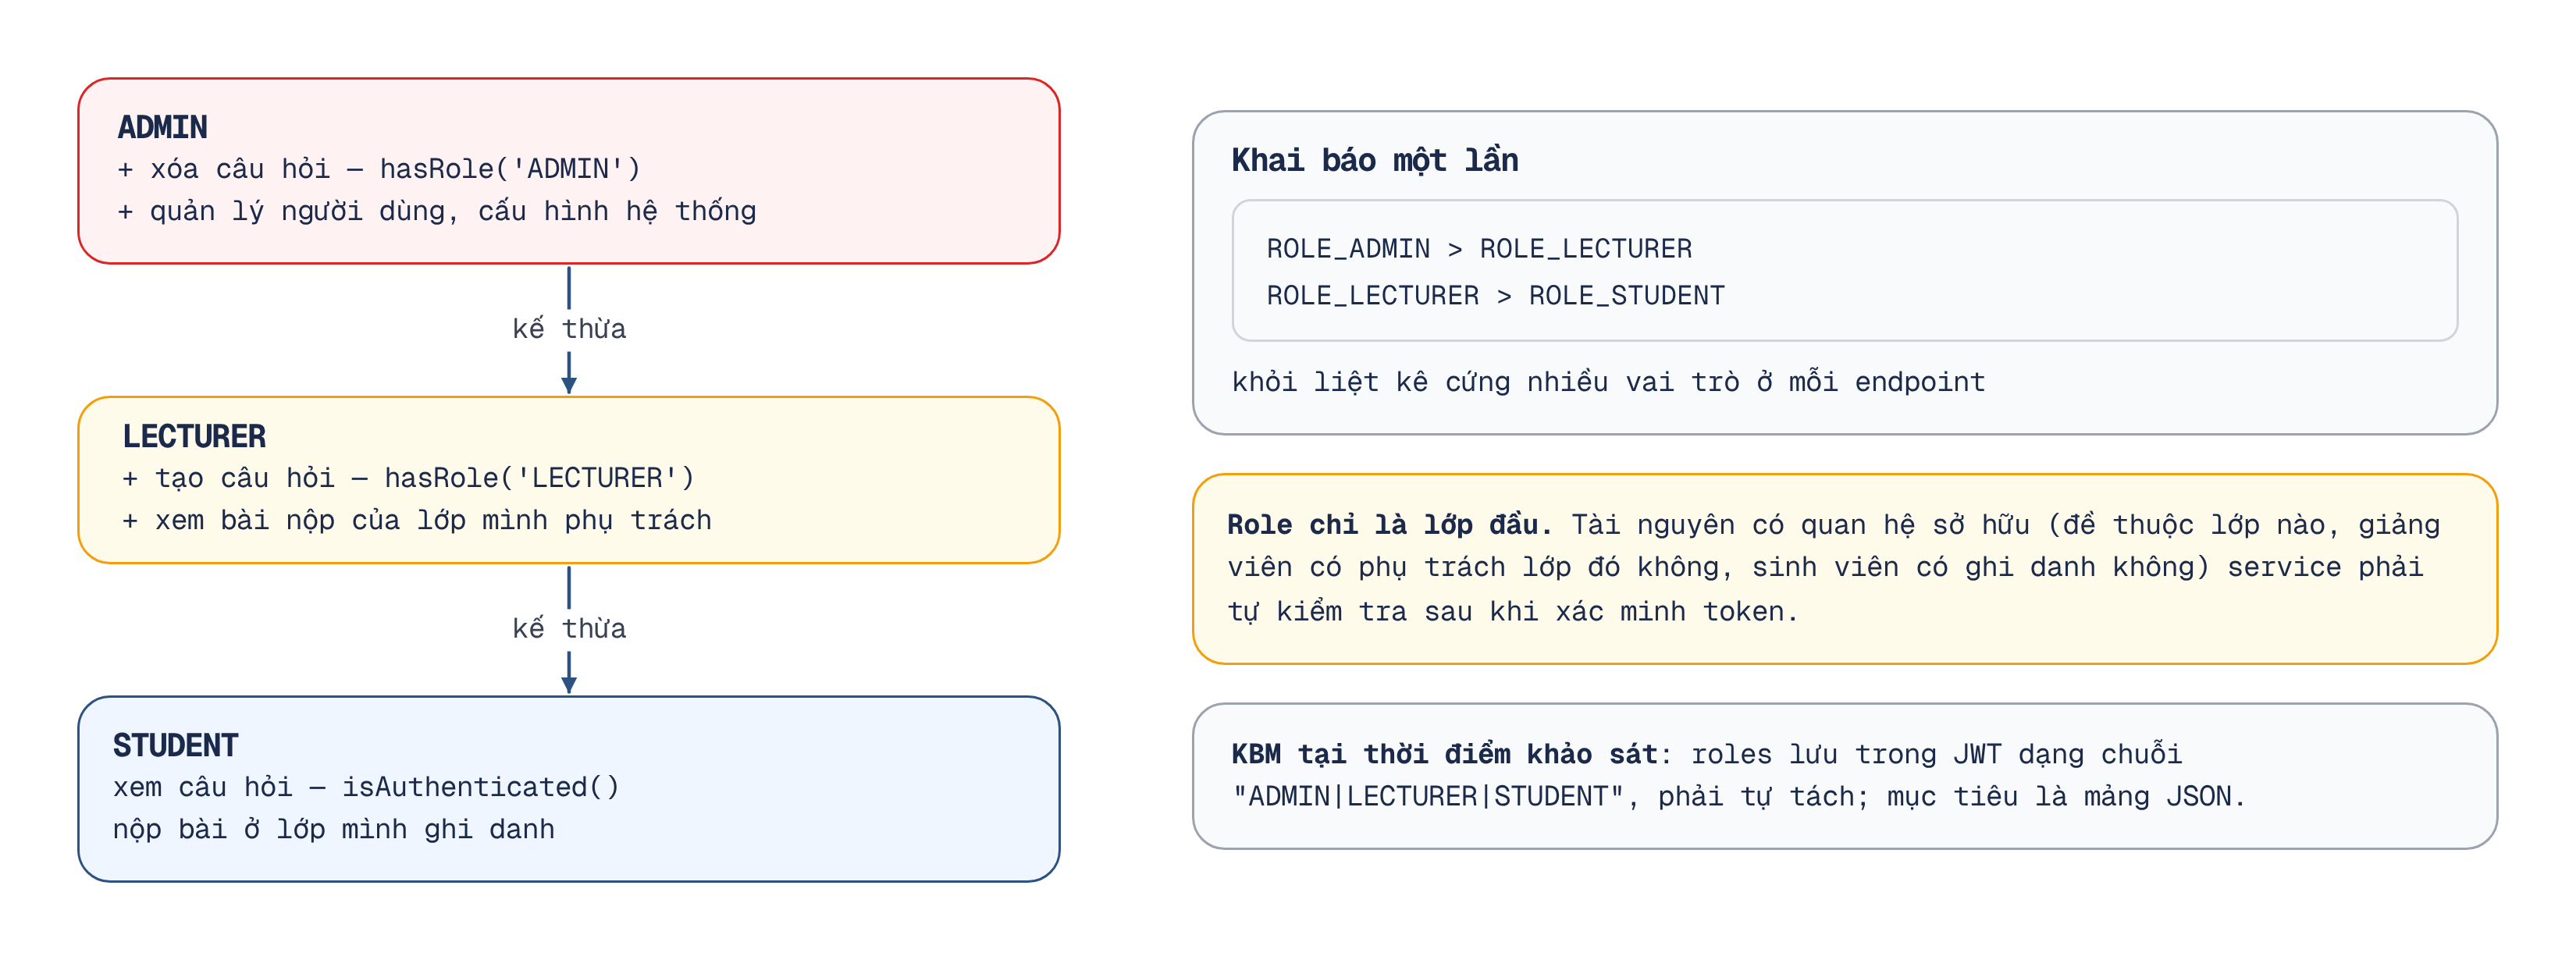 ADMIN
+ xóa câu hỏi — hasRole('ADMIN')
+ quản lý người dùng, cấu hình hệ thống
kế thừa
LECTURER
+ tạo câu hỏi — hasRole('LECTURER')
+ xem bài nộp của lớp mình phụ trách
kế thừa
STUDENT
xem câu hỏi — isAuthenticated()
nộp bài ở lớp mình ghi danh
Khai báo một lần
ROLE_ADMIN > ROLE_LECTURER
ROLE_LECTURER > ROLE_STUDENT
khỏi liệt kê cứng nhiều vai trò ở mỗi endpoint
Role chỉ là lớp đầu. Tài nguyên có quan hệ sở hữu (đề thuộc lớp nào, giảng
viên có phụ trách lớp đó không, sinh viên có ghi danh không) service phải
tự kiểm tra sau khi xác minh token.
KBM tại thời điểm khảo sát: roles lưu trong JWT dạng chuỗi
"ADMIN|LECTURER|STUDENT", phải tự tách; mục tiêu là mảng JSON.